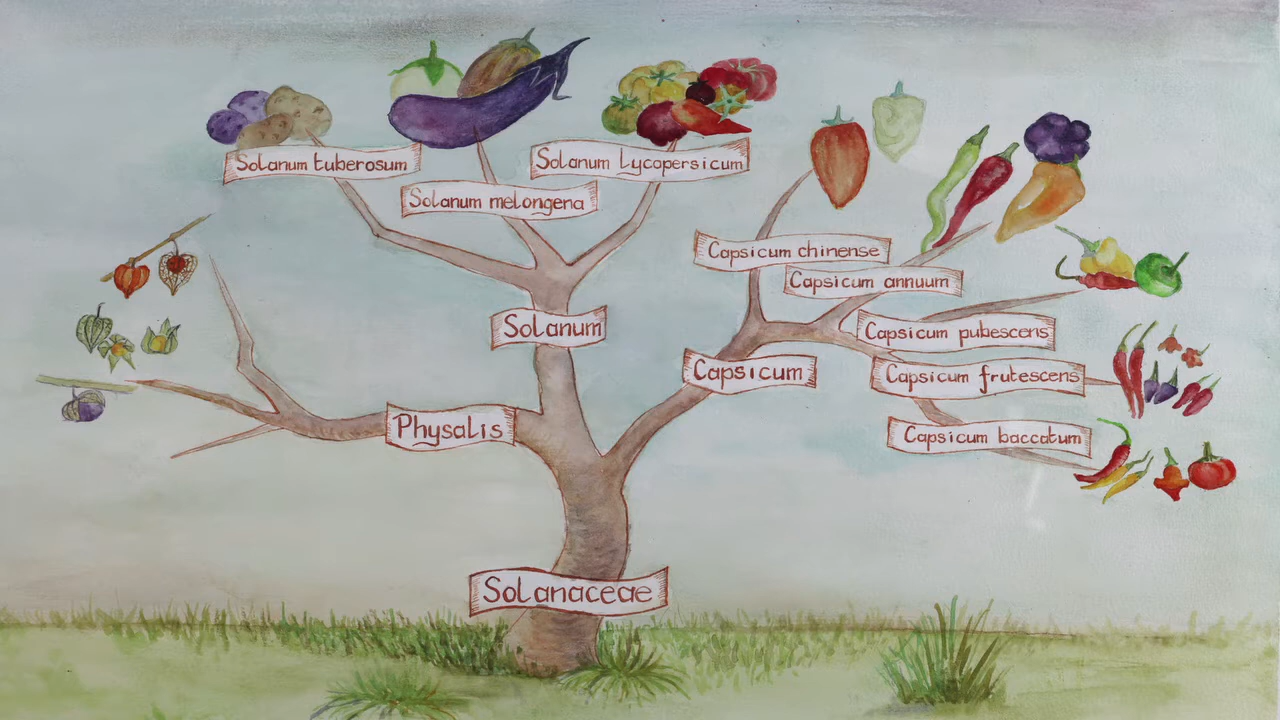 Solanum tuberosum
Solanum Lycopersicum
Solanum melongena
Capsicum chinense
Capsicum annuum
Solanum
Capsicum pubescens
Capsicum
Capsicum frutescens
Physalis
Capsicum baccatum
Solanaceae